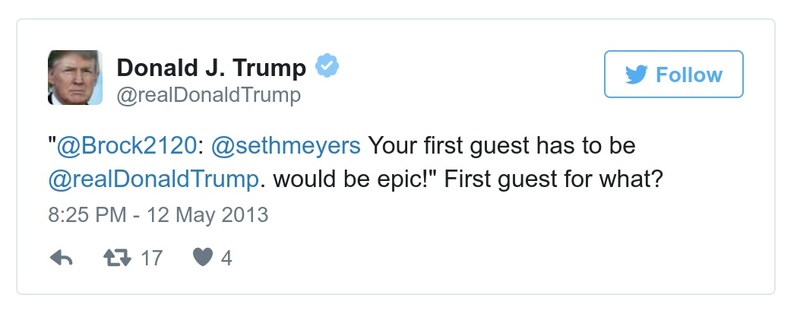 Donald J. Trump
@realDonaldTrump
Follow
"@Brock2120: @sethmeyers Your first guest has to be
@realDonaldTrump. would be epic!" First guest for what?
8:25 PM - 12 May 2013
17 4